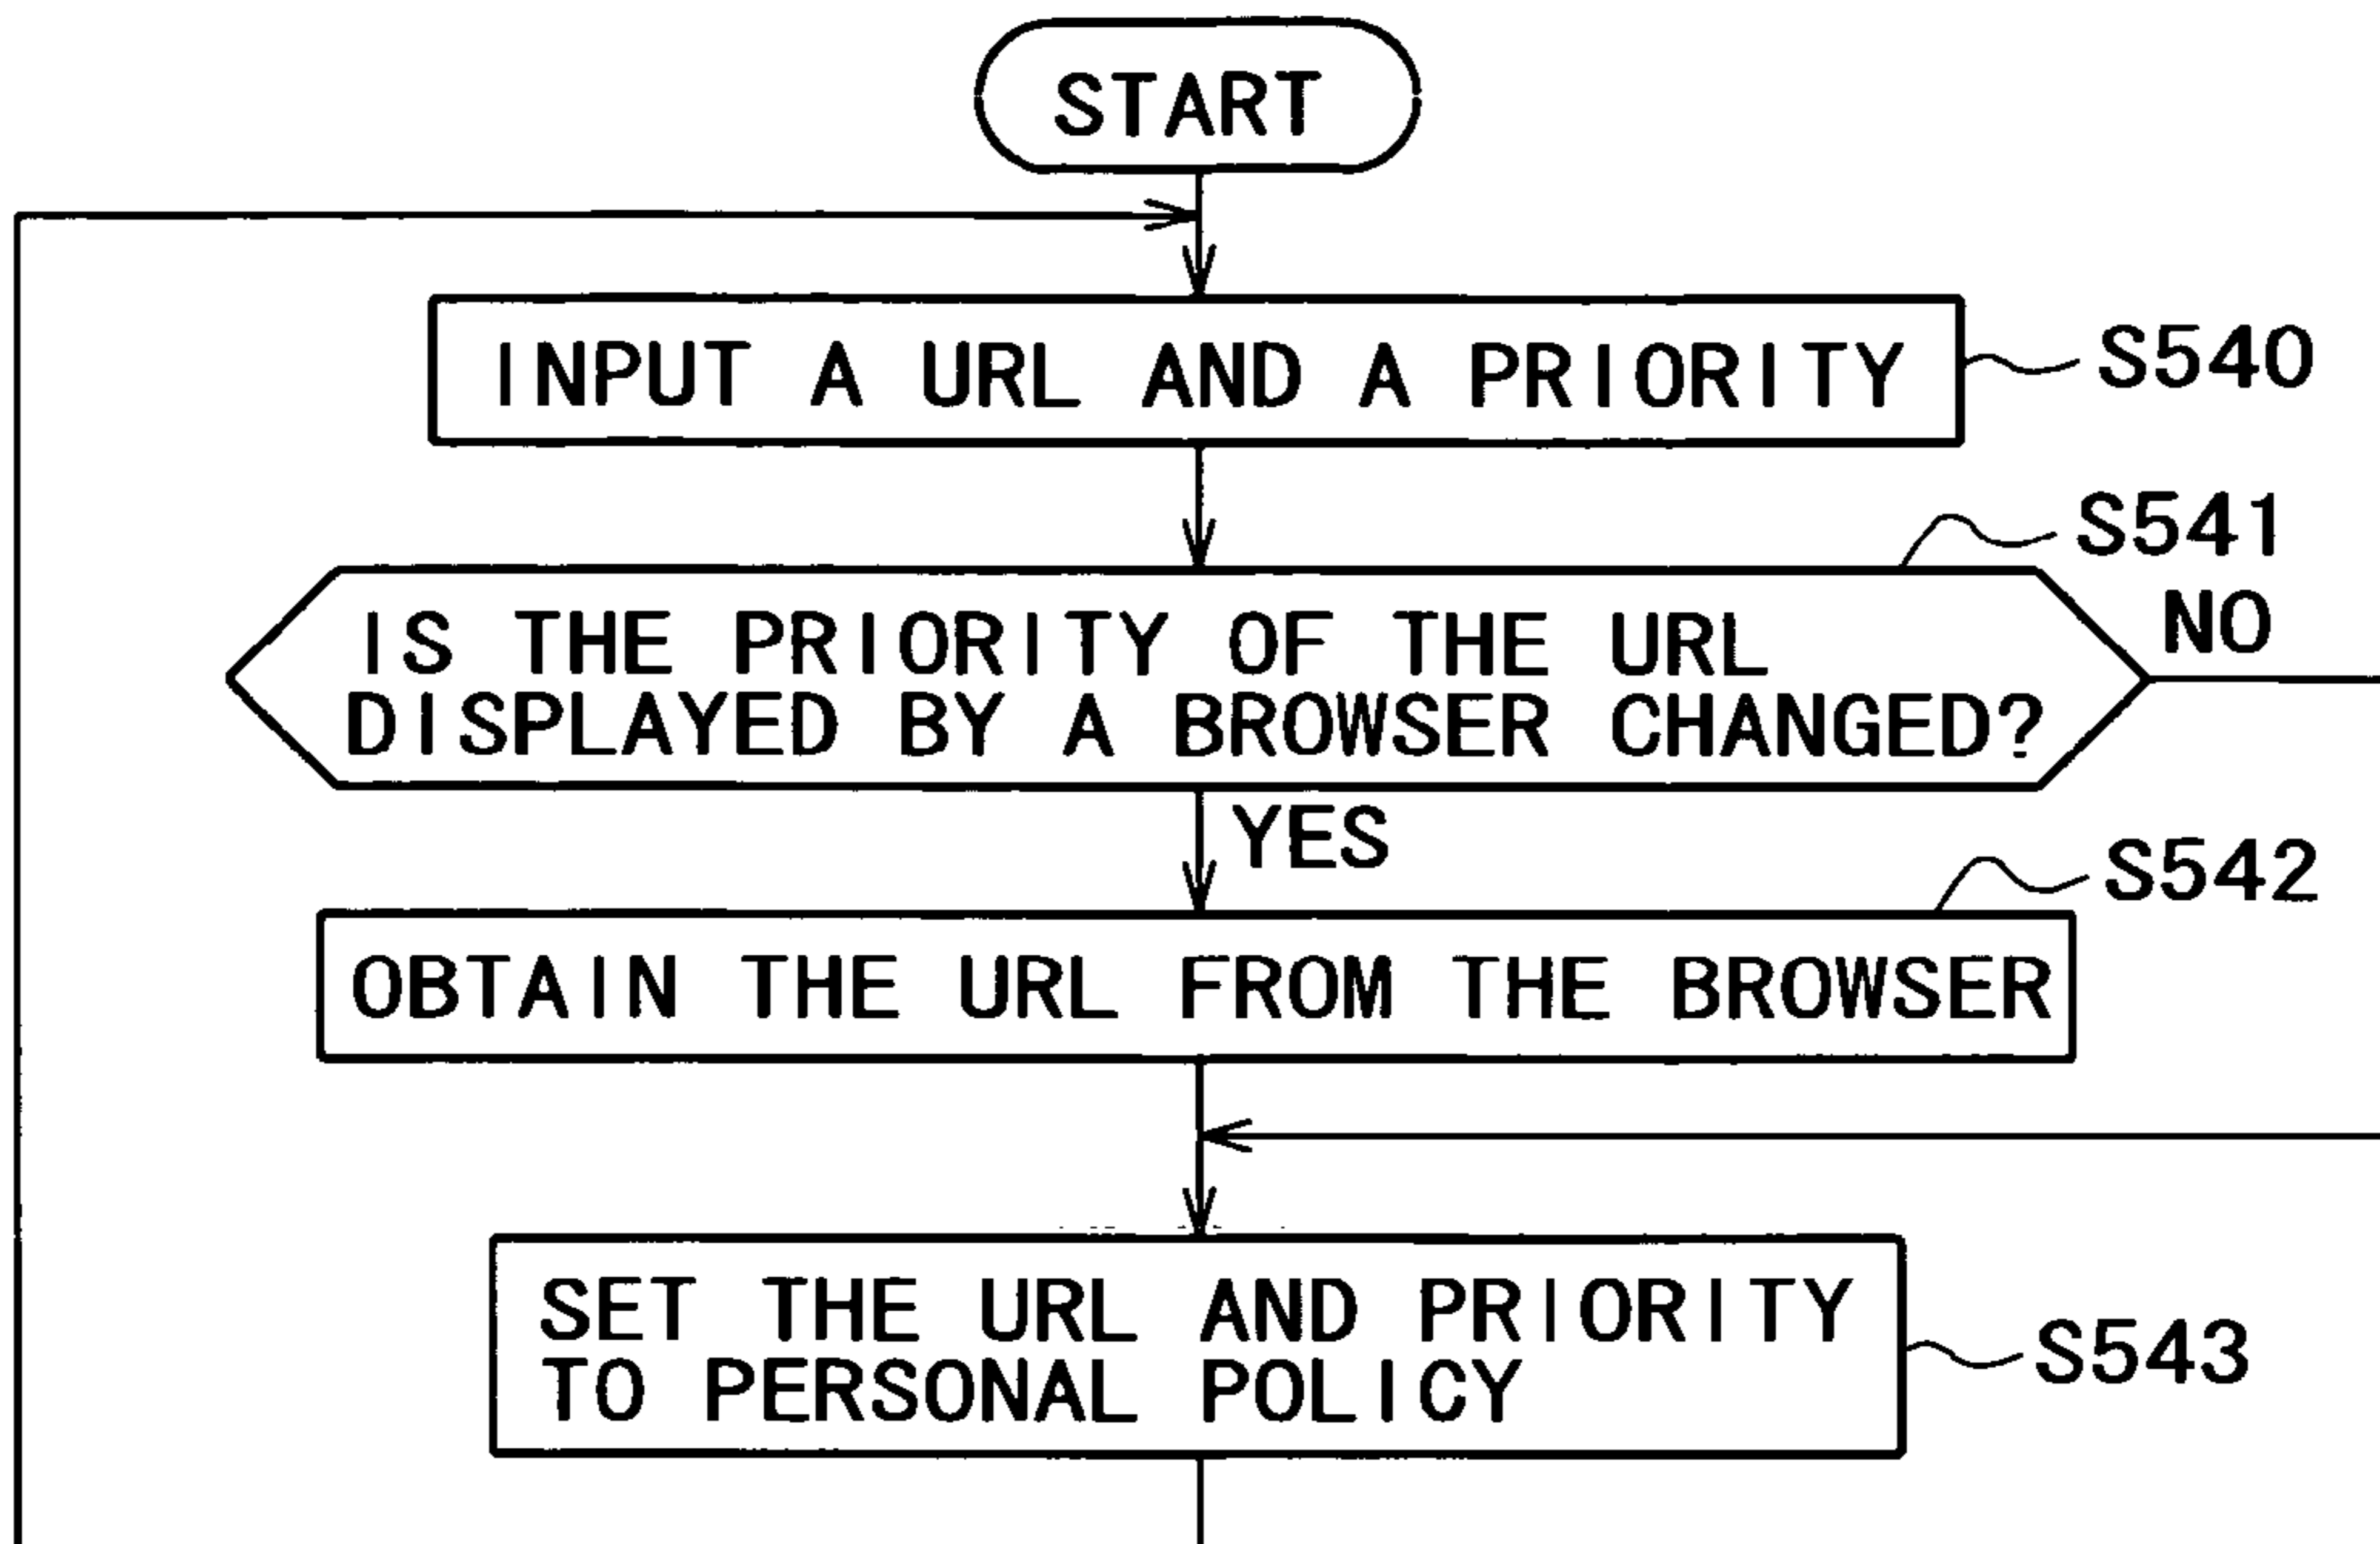 START
INPUT A URL AND A PRIORITY
S540
S541
IS THE PRIORITY OF THE URL
DISPLAYED BY A BROWSER CHANGED?
NO
YES
S542
OBTAIN THE URL FROM THE BROWSER
SET THE URL AND PRIORITY
TO PERSONAL POLICY
S543